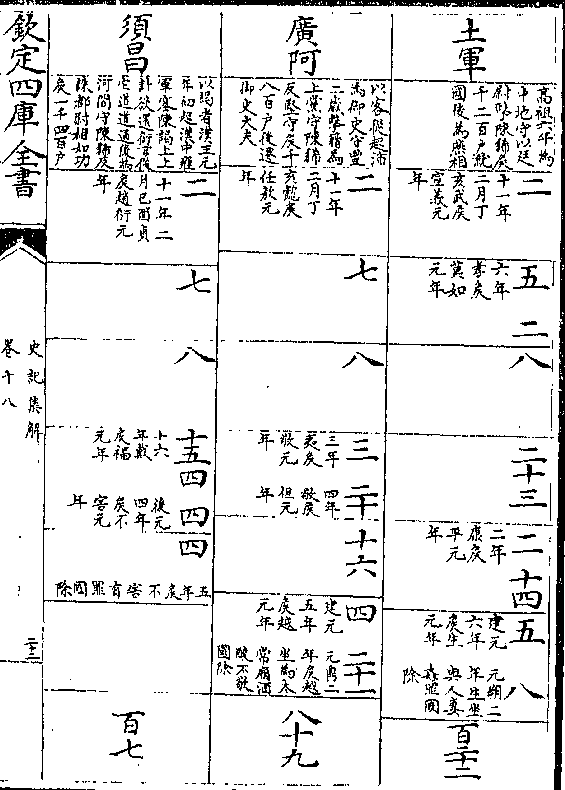 土軍
高祖六年為
中地守以廷
尉擊陳豨侯
千二百戶就
國後為燕相
二
十一年
二月丁
亥武侯
宣義元
年
五
六年
孝侯
莫如
元年
二
八
二十三
二
二年
康侯
平元
年
十四
五
建元
六年
侯生
元年
八
元朔二
年生坐
與人妻
姦罪國
除
百二十二
廣阿
以客從起沛
為御史守豐
二歲擊籍為
上黨守陳豨
反堅守侯千
八百戶後遷
御史大夫
二
十一年
二月丁
亥懿侯
任敖元
年
七
八
三
三年
夷侯
敬元
年
二十
四年
敬侯
但元
年
十六
四
建元
五年
侯越
元年
二十一
元鼎二
年侯越
坐為太
常廟酒
酸不敬
國除
八十九
須昌
以謁者漢王元
年初起漢中雍
軍塞陳謁上上
計欲還衍言從
他道道通後為
河間守陳豨反
誅都尉相如功
侯一千四百戶
二
十一年二
月己酉貞
侯趙衍元
年
七
八
十五
十六
年戴
侯福
元年
四
四
後元
四年
侯不
害元
年
四
五年侯不害有罪國除
百七
欽定四庫全書
史記集解
卷十八
二十三